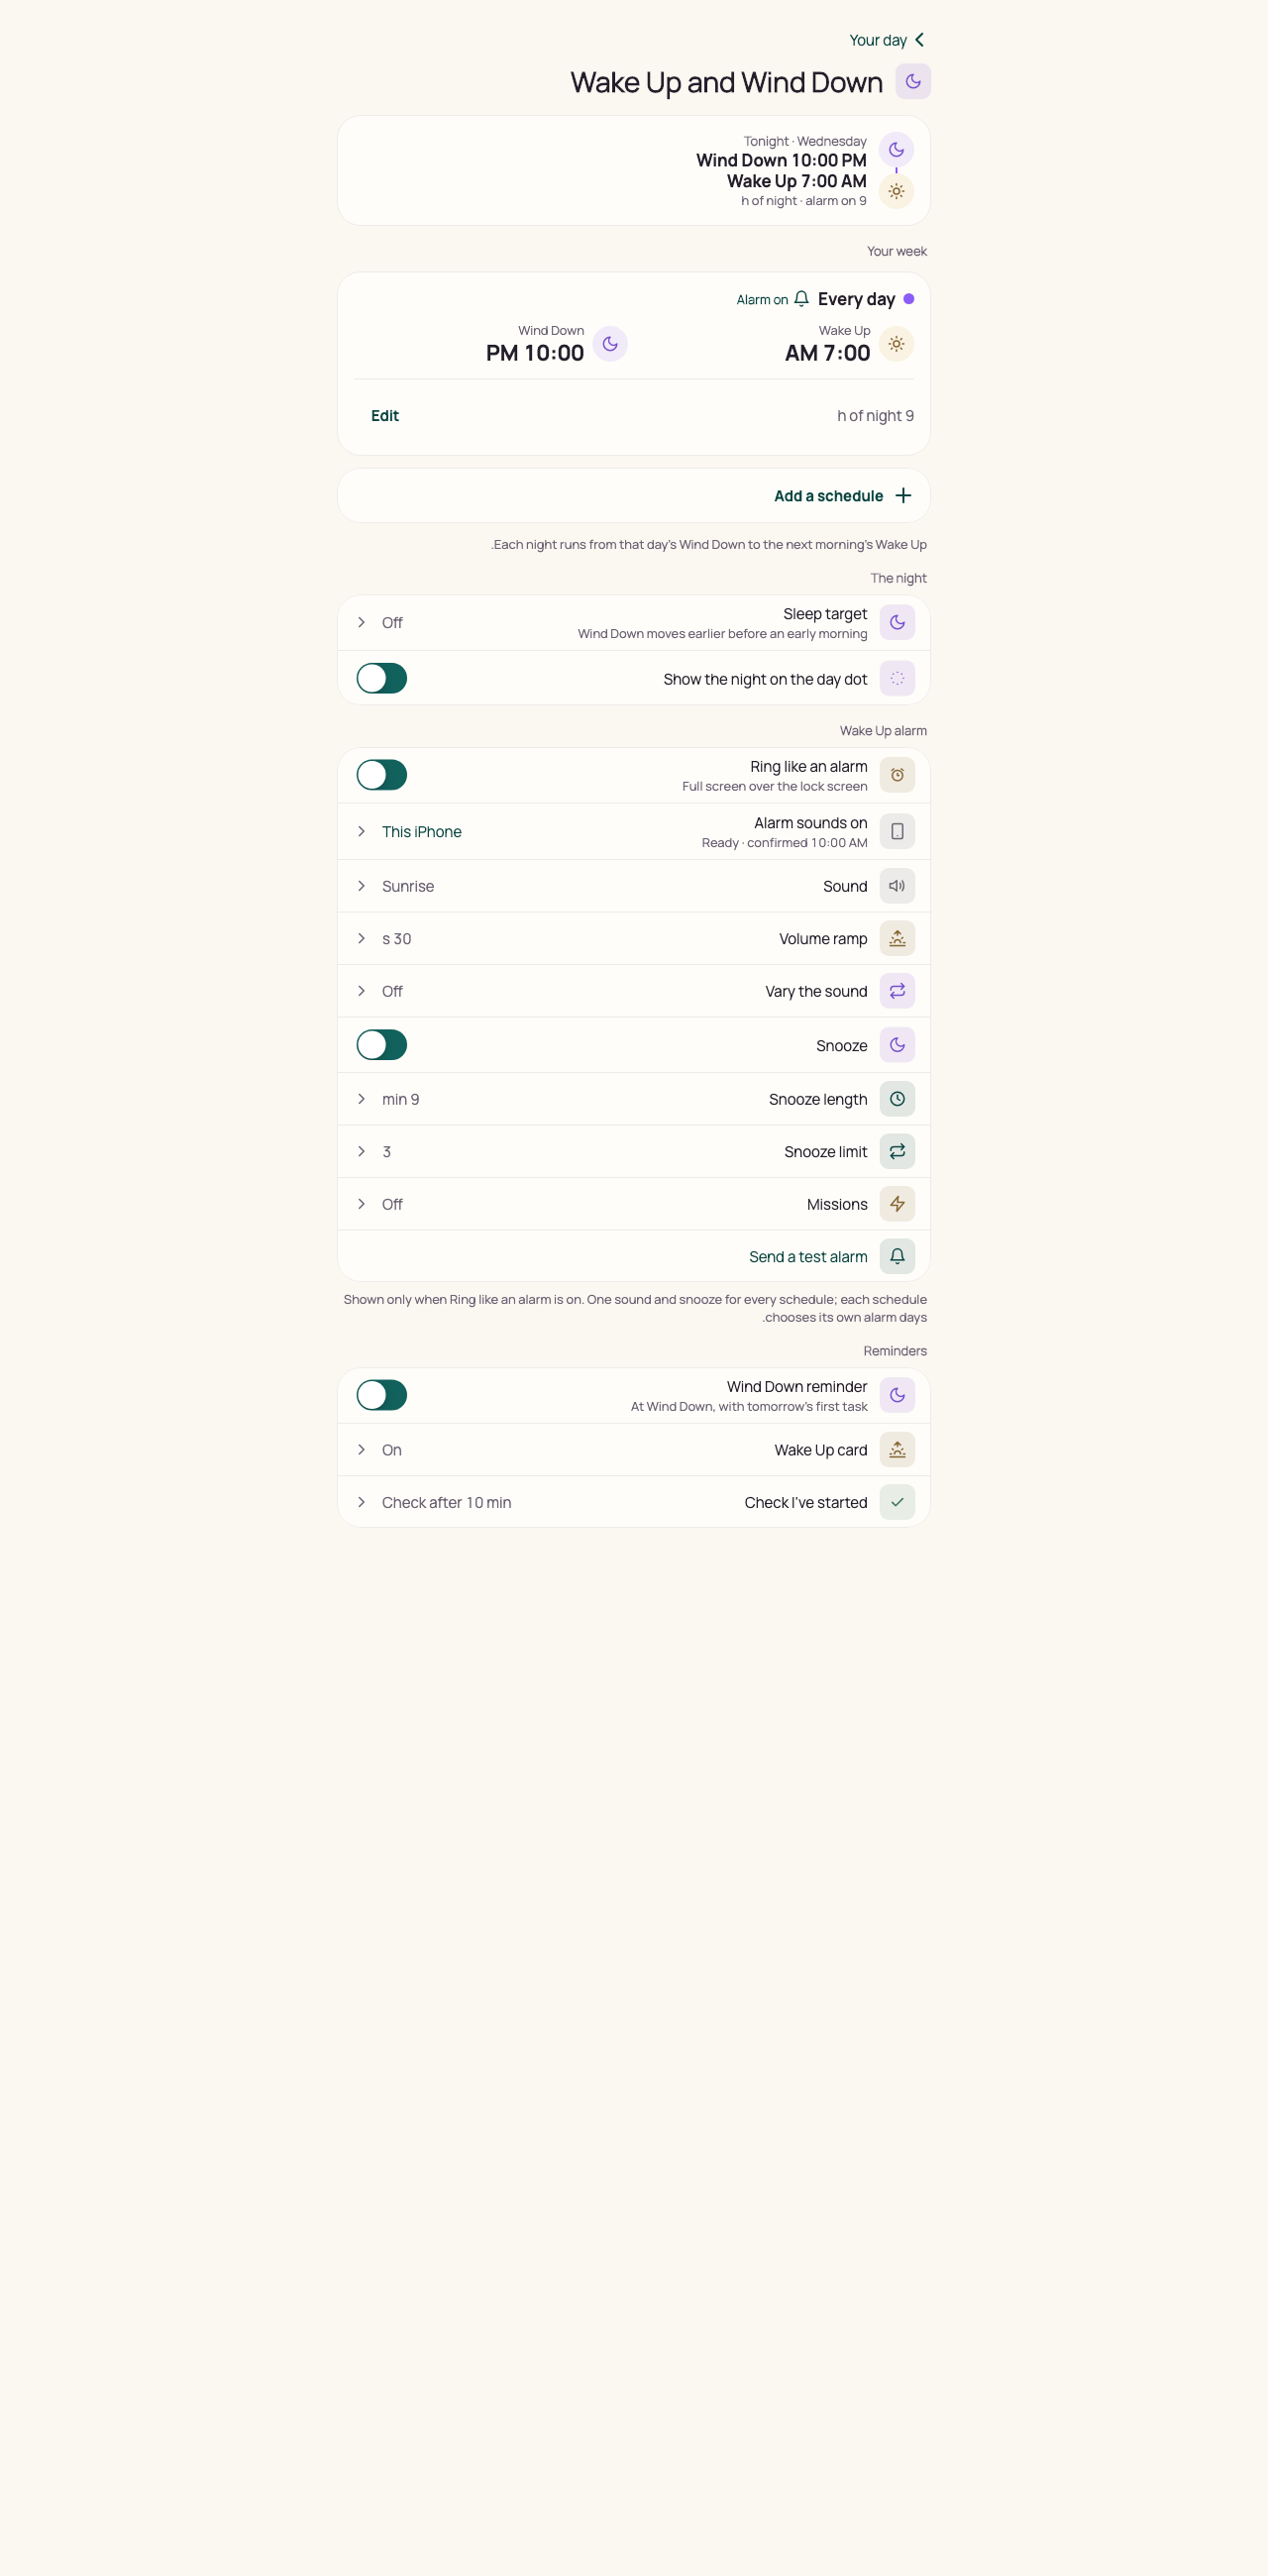 Your day
Wake Up and Wind Down
Tonight · Wednesday
Wind Down 10:00 PM
Wake Up 7:00 AM
h of night · alarm on 9
Your week
Every day
Alarm on
Wake Up
AM 7:00
Wind Down
PM 10:00
h of night 9
Edit
Add a schedule
.Each night runs from that day's Wind Down to the next morning's Wake Up
The night
Sleep target
Wind Down moves earlier before an early morning
Off
Show the night on the day dot
Wake Up alarm
Ring like an alarm
Full screen over the lock screen
Alarm sounds on
Ready · confirmed 10:00 AM
This iPhone
Sound
Sunrise
Volume ramp
s 30
Vary the sound
Off
Snooze
Snooze length
min 9
Snooze limit
3
Missions
Off
Send a test alarm
Shown only when Ring like an alarm is on. One sound and snooze for every schedule; each schedule
.chooses its own alarm days
Reminders
Wind Down reminder
At Wind Down, with tomorrow's first task
Wake Up card
On
Check I've started
Check after 10 min